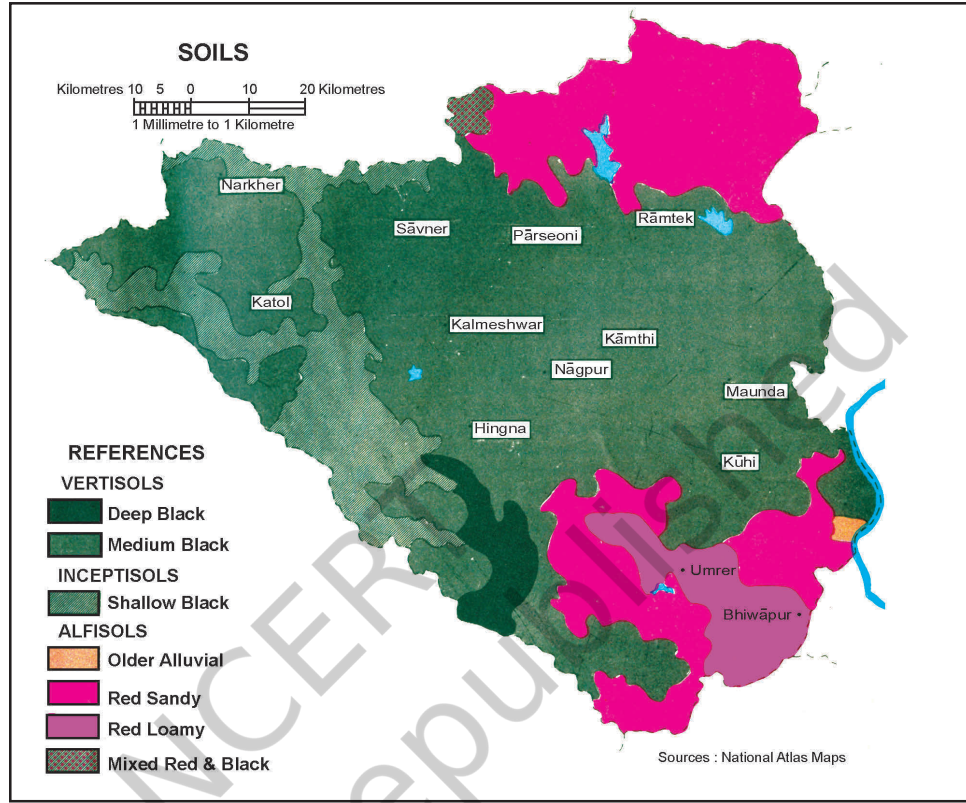 SOILS
Kilometres 10 5 0 10 20 Kilometres
1 Millimetre to 1 Kilometre
Narkher
Sāvner
Pārseoni
Rāmtek
Katol
Kalmeshwar
Kāmthi
Nāgpur
Maunda
Hingna
Kūhi
Umrer
Bhiwāpur
REFERENCES
VERTISOLS
Deep Black
Medium Black
INCEPTISOLS
Shallow Black
ALFISOLS
Older Alluvial
Red Sandy
Red Loamy
Mixed Red & Black
Sources : National Atlas Maps
NCERT
republished